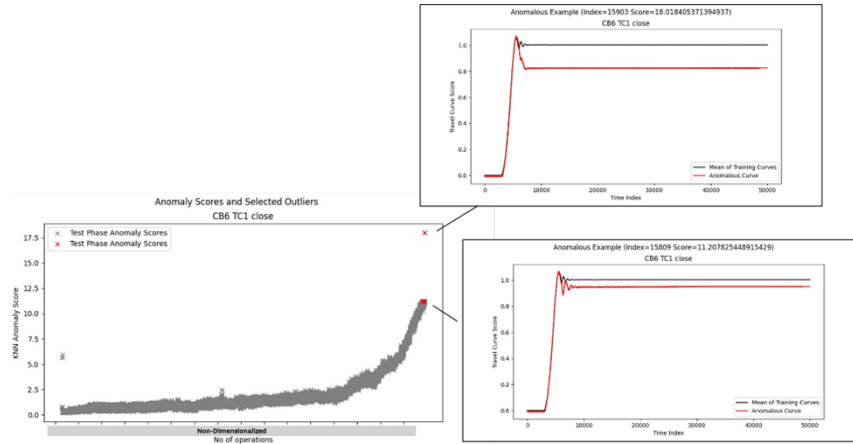 Anomalous Example (Index=15903 Score=18.018405371394937)
CB6 TC1 close
Travel Curve Score
1.0
0.8
0.6
0.4
0.2
0.0
Mean of Training Curves
Anomalous Curve
0
10000
20000
30000
40000
50000
Time Index
Anomaly Scores and Selected Outliers
CB6 TC1 close
KNN Anomaly Score
17.5
15.0
12.5
10.0
7.5
5.0
2.5
0.0
Test Phase Anomaly Scores
Test Phase Anomaly Scores
Non-Dimensionalized
No of operations
Anomalous Example (Index=15809 Score=11.207825448915429)
CB6 TC1 close
Travel Curve Score
1.0
0.8
0.6
0.4
0.2
0.0
Mean of Training Curves
Anomalous Curve
0
10000
20000
30000
40000
50000
Time Index